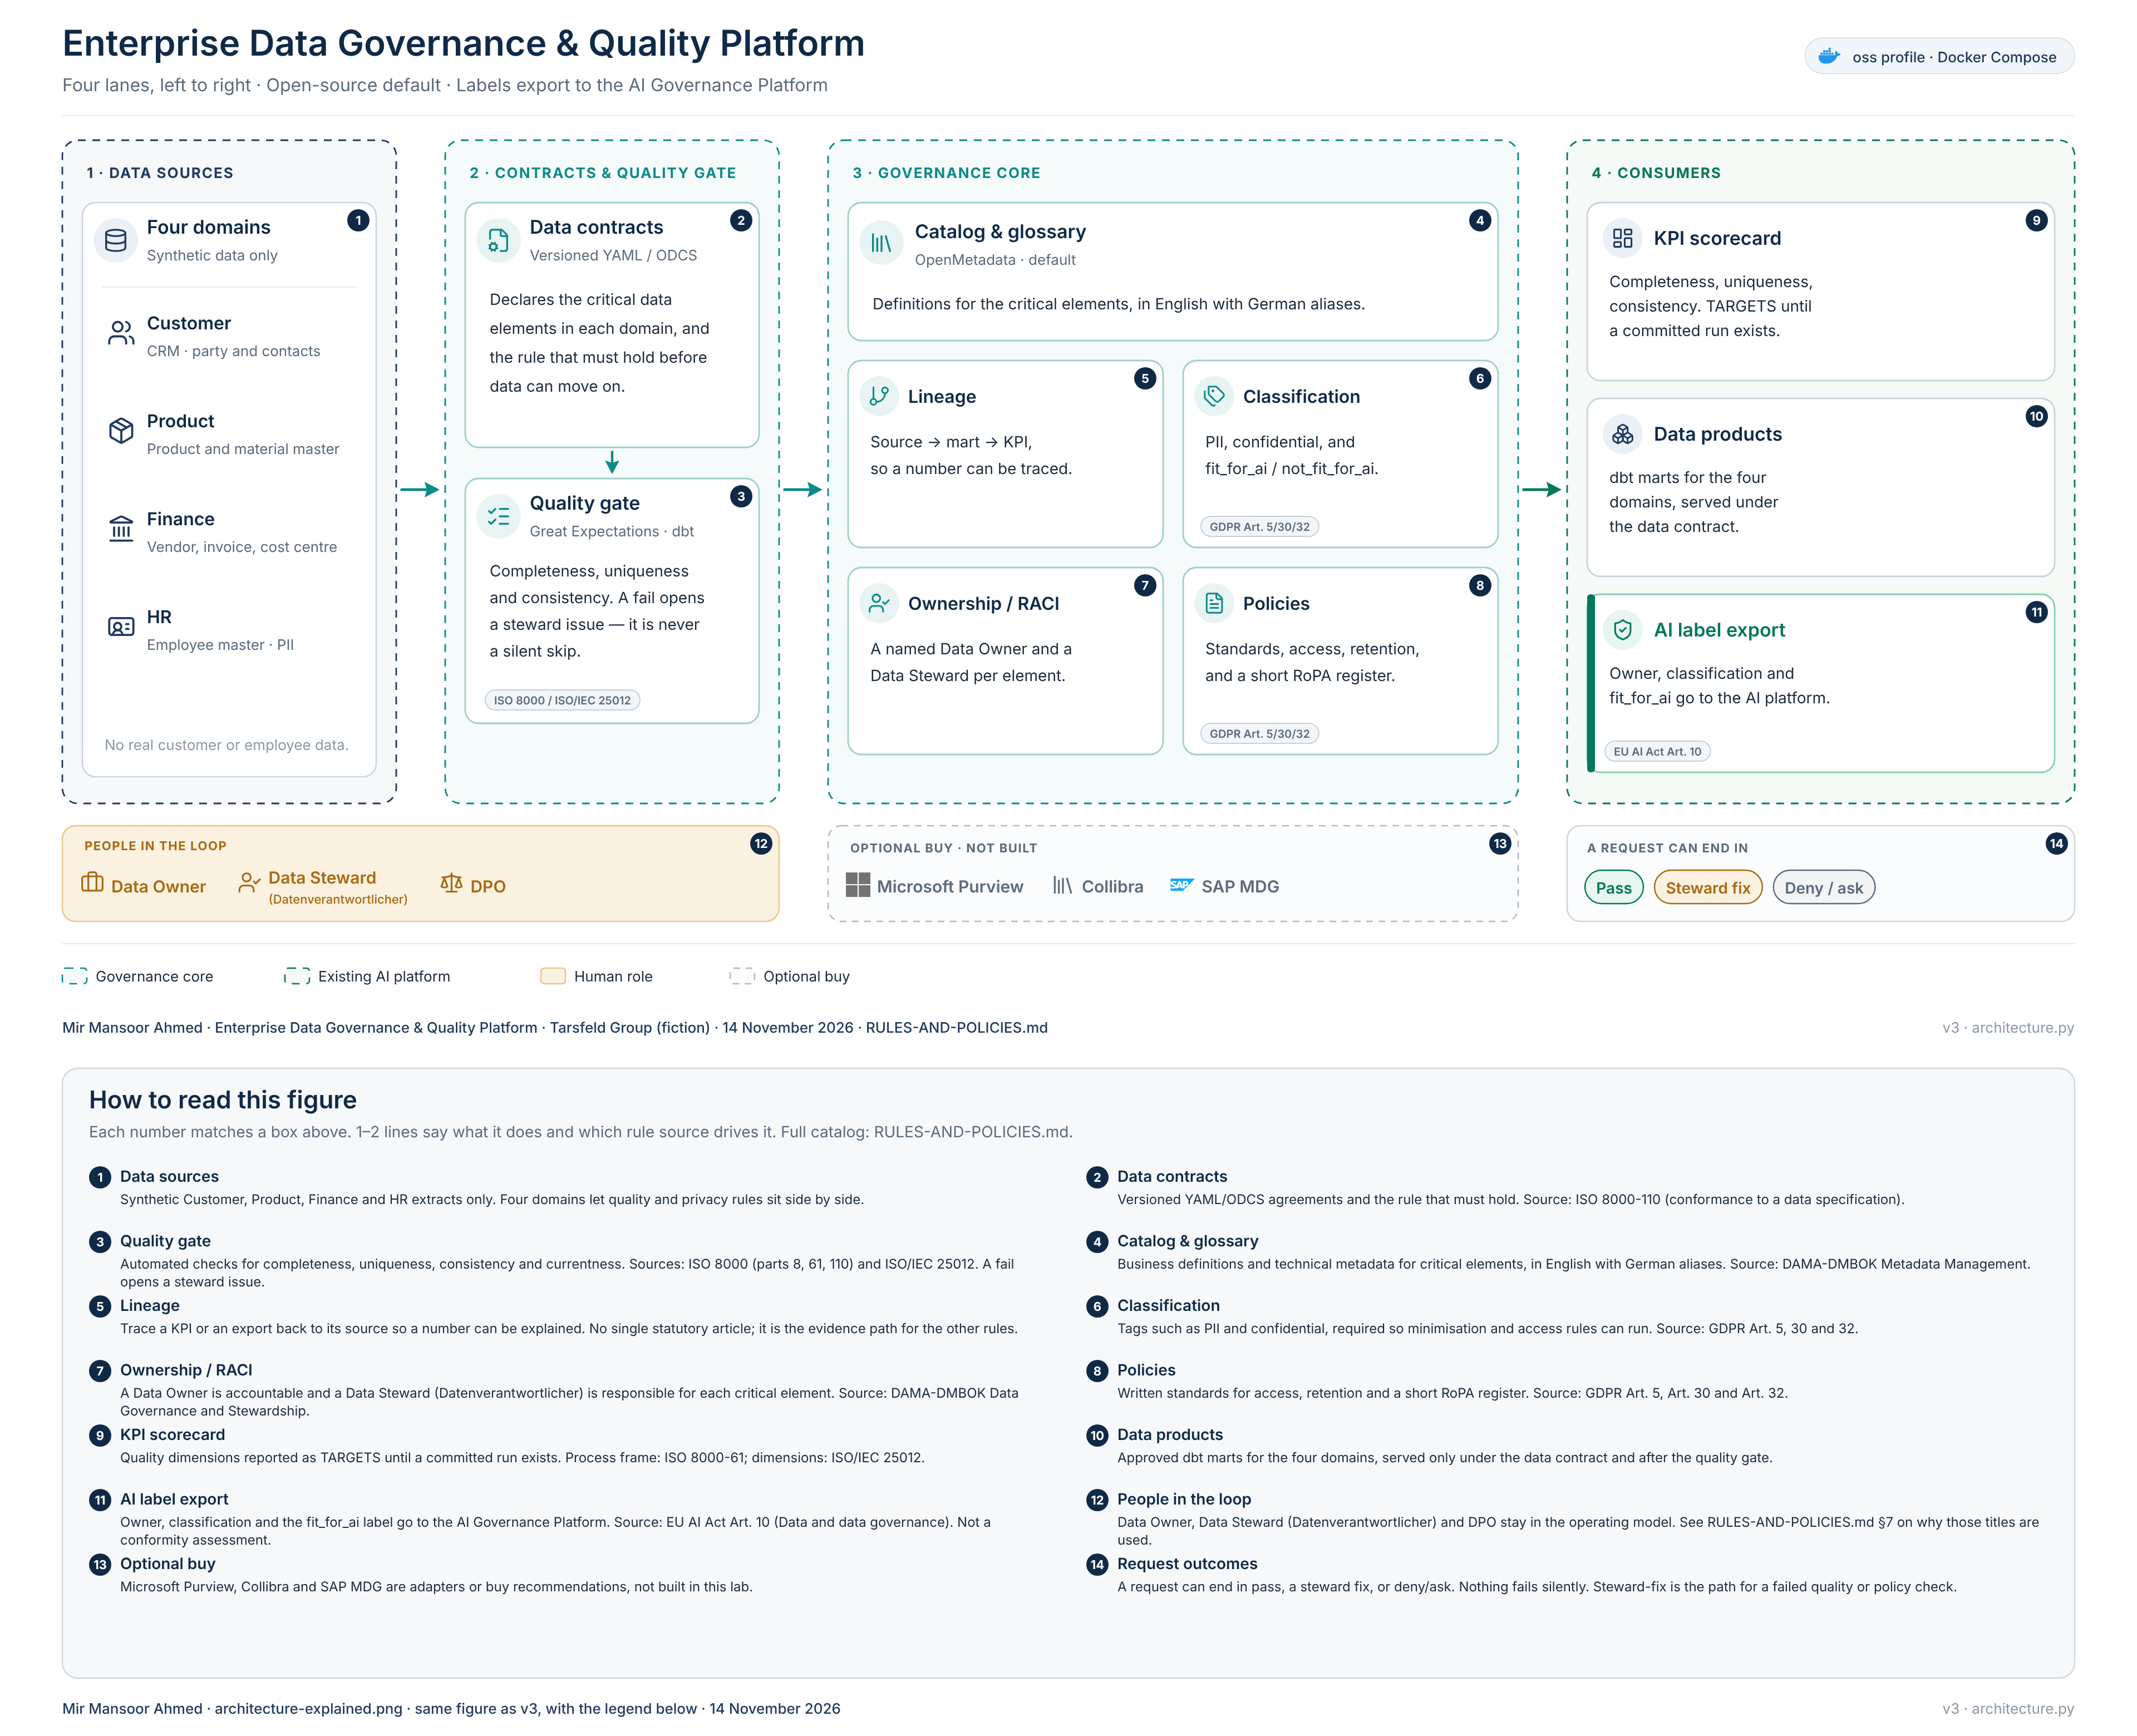 Enterprise Data Governance & Quality Platform
Four lanes, left to right · Open-source default · Labels export to the AI Governance Platform
oss profile · Docker Compose
1 · DATA SOURCES
1
Four domains
Synthetic data only
Customer
CRM · party and contacts
Product
Product and material master
Finance
Vendor, invoice, cost centre
HR
Employee master · PII
No real customer or employee data.
2 · CONTRACTS & QUALITY GATE
2
Data contracts
Versioned YAML / ODCS
Declares the critical data
elements in each domain, and
the rule that must hold before
data can move on.
3
Quality gate
Great Expectations · dbt
Completeness, uniqueness
and consistency. A fail opens
a steward issue — it is never
a silent skip.
ISO 8000 / ISO/IEC 25012
3 · GOVERNANCE CORE
4
Catalog & glossary
OpenMetadata · default
Definitions for the critical elements, in English with German aliases.
5
Lineage
Source → mart → KPI,
so a number can be traced.
6
Classification
PII, confidential, and
fit_for_ai / not_fit_for_ai.
GDPR Art. 5/30/32
7
Ownership / RACI
A named Data Owner and a
Data Steward per element.
8
Policies
Standards, access, retention,
and a short RoPA register.
GDPR Art. 5/30/32
4 · CONSUMERS
9
KPI scorecard
Completeness, uniqueness,
consistency. TARGETS until
a committed run exists.
10
Data products
dbt marts for the four
domains, served under
the data contract.
11
AI label export
Owner, classification and
fit_for_ai go to the AI platform.
EU AI Act Art. 10
PEOPLE IN THE LOOP
12
Data Owner
Data Steward
(Datenverantwortlicher)
DPO
OPTIONAL BUY · NOT BUILT
13
Microsoft Purview
Collibra
SAP
SAP MDG
A REQUEST CAN END IN
14
Pass
Steward fix
Deny / ask
Governance core
Existing AI platform
Human role
Optional buy
Mir Mansoor Ahmed · Enterprise Data Governance & Quality Platform · Tarsfeld Group (fiction) · 14 November 2026 · RULES-AND-POLICIES.md
v3 · architecture.py
How to read this figure
Each number matches a box above. 1–2 lines say what it does and which rule source drives it. Full catalog: RULES-AND-POLICIES.md.
1 Data sources
Synthetic Customer, Product, Finance and HR extracts only. Four domains let quality and privacy rules sit side by side.
2 Data contracts
Versioned YAML/ODCS agreements and the rule that must hold. Source: ISO 8000-110 (conformance to a data specification).
3 Quality gate
Automated checks for completeness, uniqueness, consistency and currentness. Sources: ISO 8000 (parts 8, 61, 110) and ISO/IEC 25012. A fail
opens a steward issue.
4 Catalog & glossary
Business definitions and technical metadata for critical elements, in English with German aliases. Source: DAMA-DMBOK Metadata Management.
5 Lineage
Trace a KPI or an export back to its source so a number can be explained. No single statutory article; it is the evidence path for the other rules.
6 Classification
Tags such as PII and confidential, required so minimisation and access rules can run. Source: GDPR Art. 5, 30 and 32.
7 Ownership / RACI
A Data Owner is accountable and a Data Steward (Datenverantwortlicher) is responsible for each critical element. Source: DAMA-DMBOK Data
Governance and Stewardship.
8 Policies
Written standards for access, retention and a short RoPA register. Source: GDPR Art. 5, Art. 30 and Art. 32.
9 KPI scorecard
Quality dimensions reported as TARGETS until a committed run exists. Process frame: ISO 8000-61; dimensions: ISO/IEC 25012.
10 Data products
Approved dbt marts for the four domains, served only under the data contract and after the quality gate.
11 AI label export
Owner, classification and the fit_for_ai label go to the AI Governance Platform. Source: EU AI Act Art. 10 (Data and data governance). Not a
conformity assessment.
12 People in the loop
Data Owner, Data Steward (Datenverantwortlicher) and DPO stay in the operating model. See RULES-AND-POLICIES.md §7 on why those titles are
used.
13 Optional buy
Microsoft Purview, Collibra and SAP MDG are adapters or buy recommendations, not built in this lab.
14 Request outcomes
A request can end in pass, a steward fix, or deny/ask. Nothing fails silently. Steward-fix is the path for a failed quality or policy check.
Mir Mansoor Ahmed · architecture-explained.png · same figure as v3, with the legend below · 14 November 2026
v3 · architecture.py